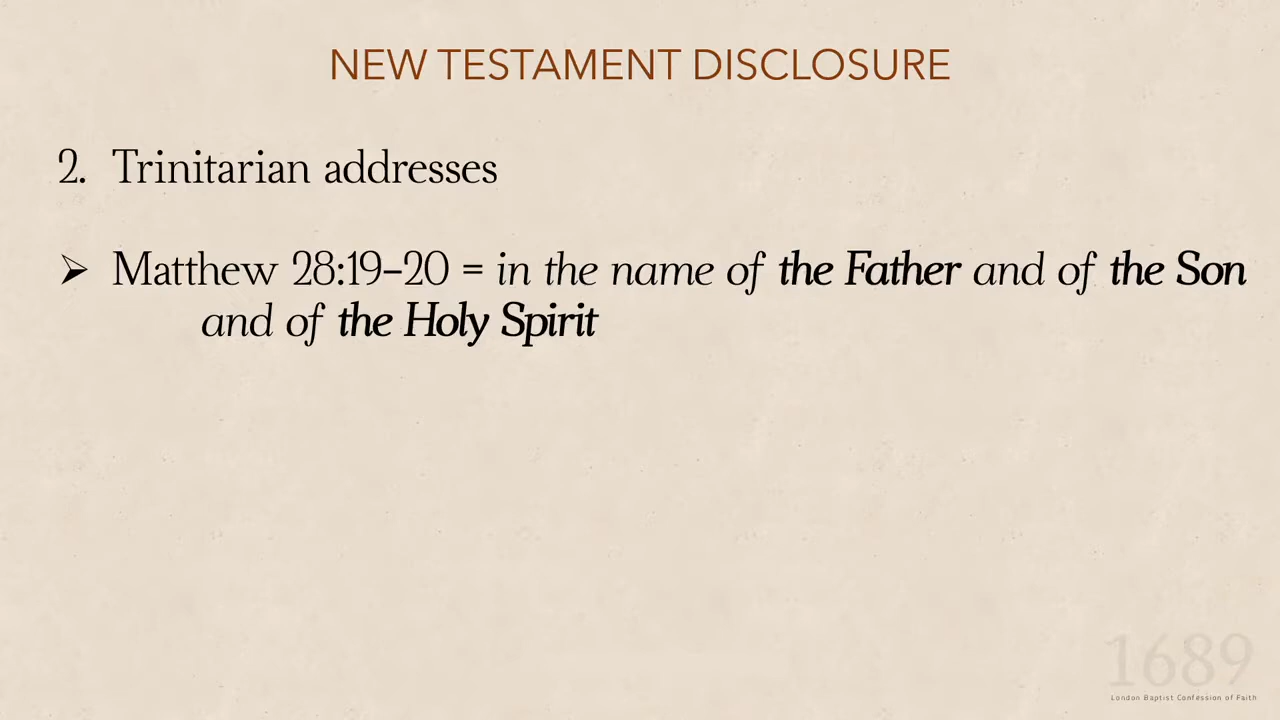 NEW TESTAMENT DISCLOSURE
2. Trinitarian addresses
➢ Matthew 28:19–20 = in the name of the Father and of the Son
and of the Holy Spirit
1689
London Baptist Confession of Faith